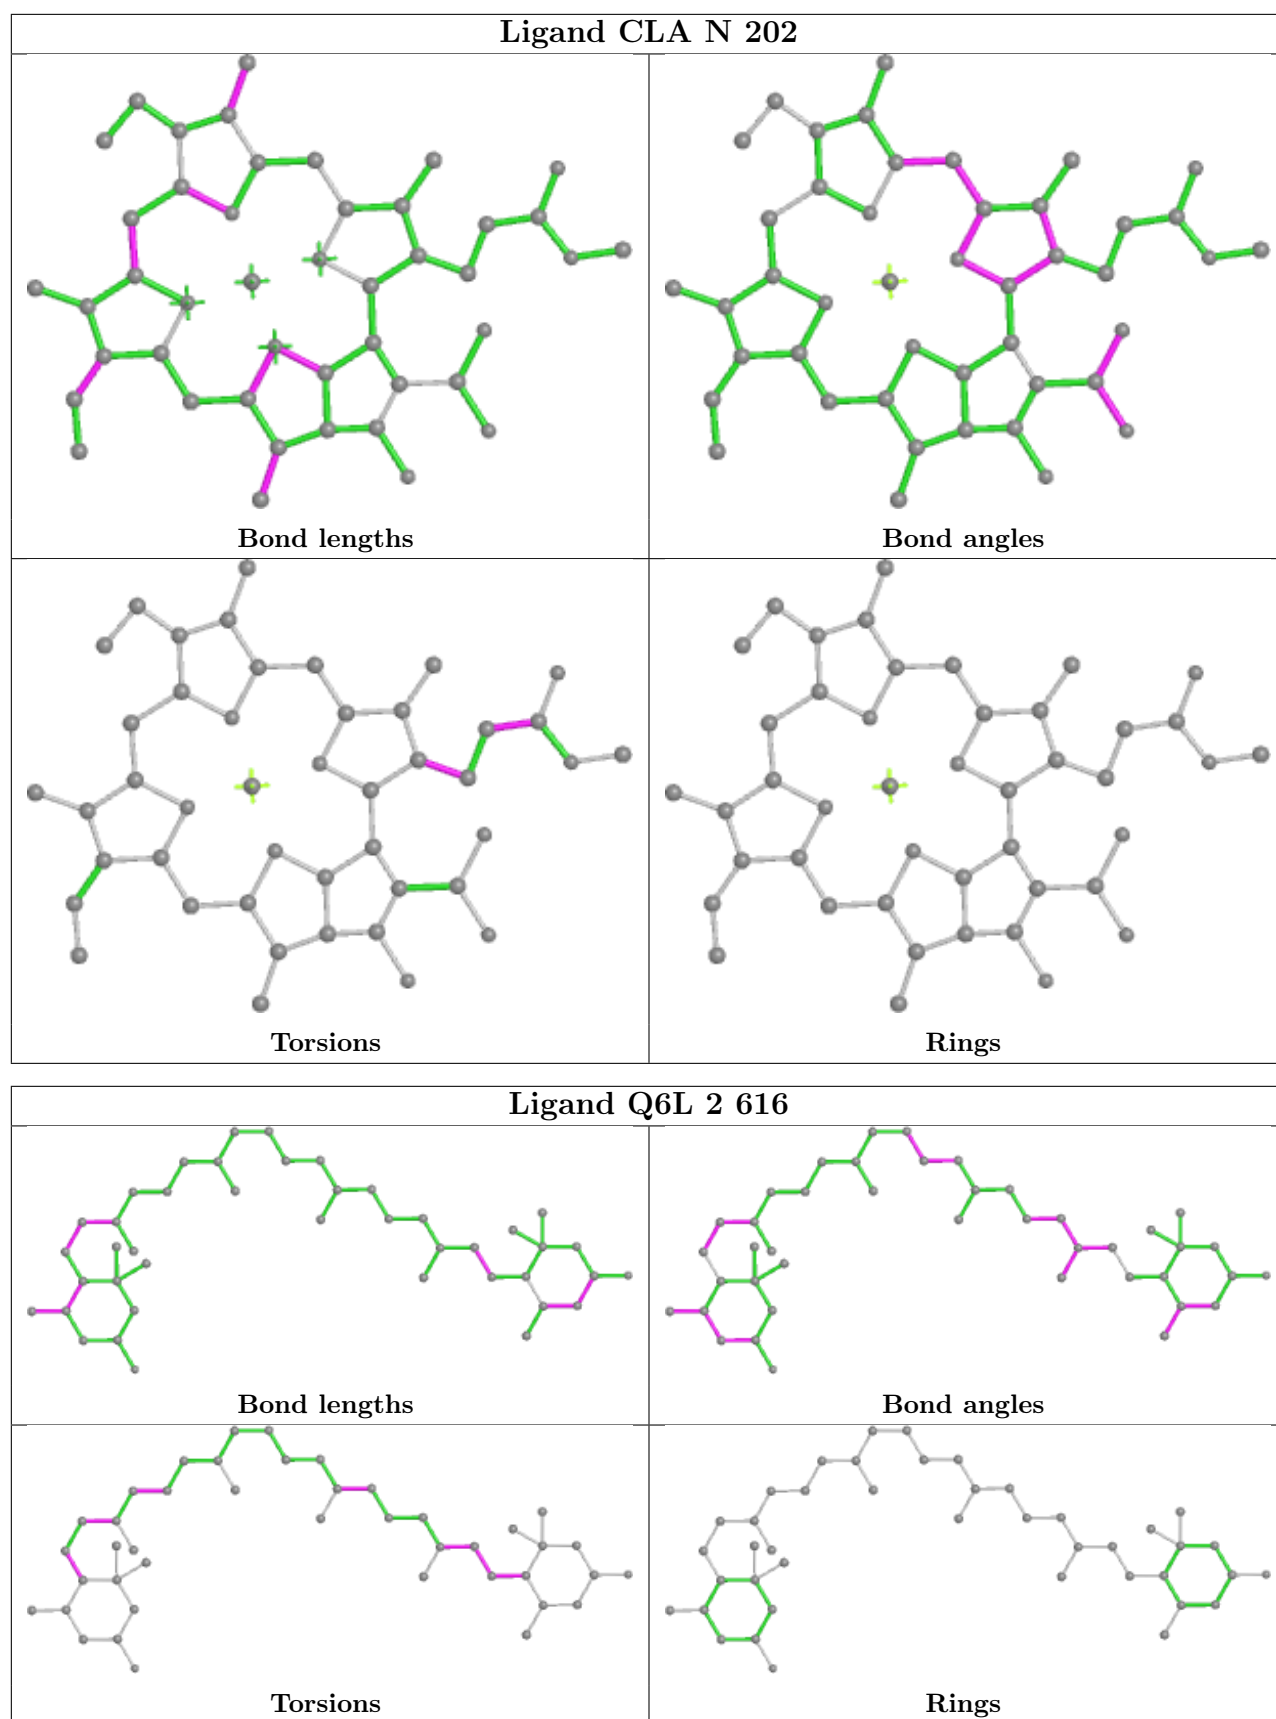 Ligand CLA N 202
Bond lengths
Bond angles
Torsions
Rings
Ligand Q6L 2 616
Bond lengths
Bond angles
Torsions
Rings